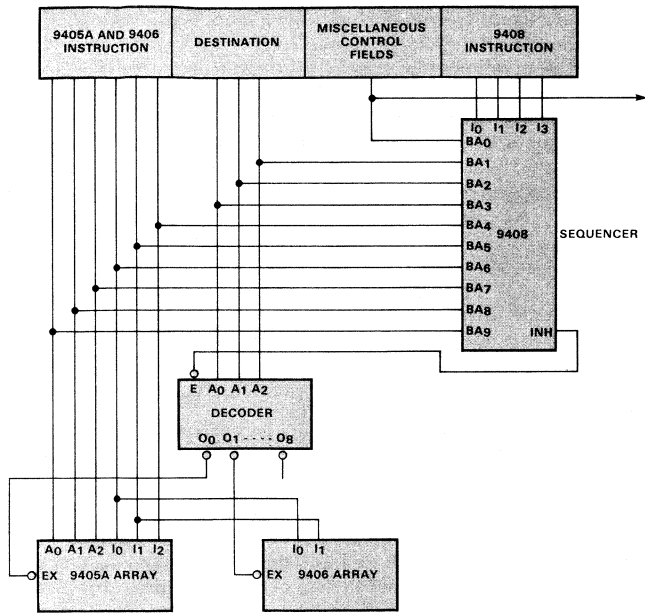 9405A AND 9406
INSTRUCTION
DESTINATION
MISCELLANEOUS
CONTROL
FIELDS
9408
INSTRUCTION
I0 I1 I2 I3
BA0
BA1
BA2
BA3
BA4
BA5
BA6
BA7
BA8
BA9
9408
INH
SEQUENCER
E A0 A1 A2
DECODER
O0 O1 - - - - O8
A0 A1 A2 I0 I1 I2
EX 9405A ARRAY
I0 I1
EX 9406 ARRAY